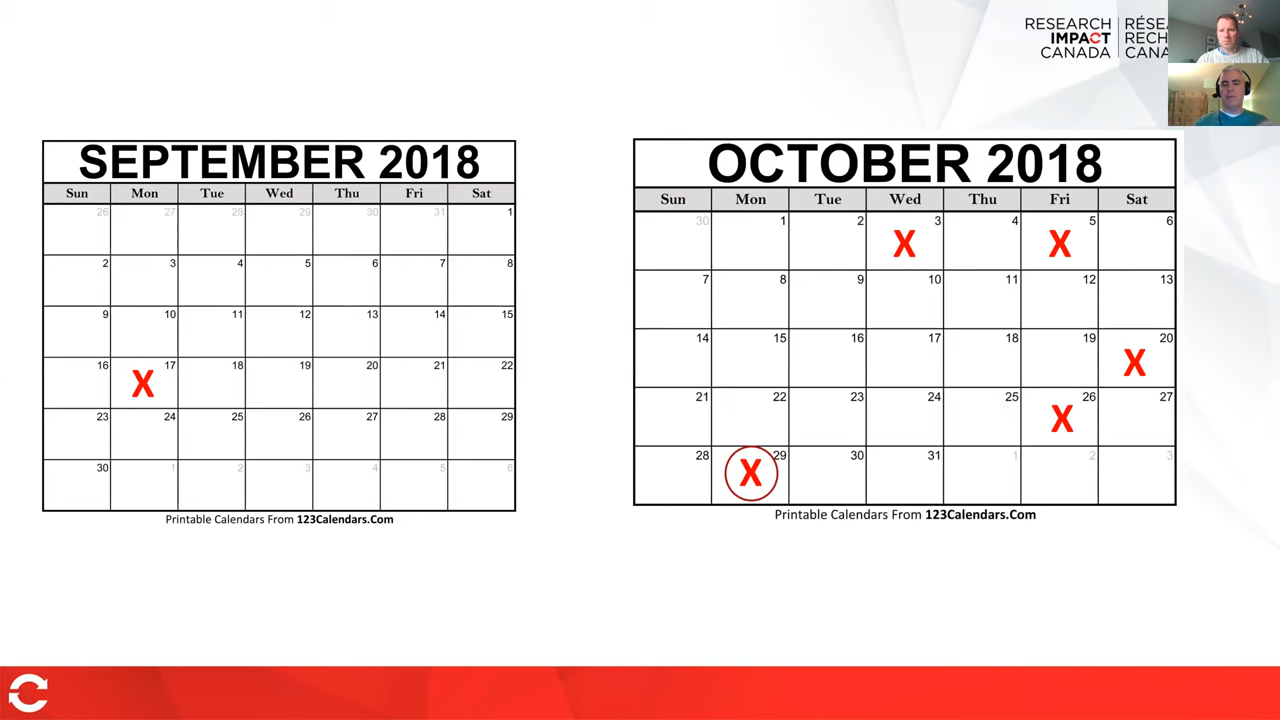 RESEARCH
IMPACT
CANADA
RÉSEA
RECH
CANA
SEPTEMBER 2018
Sun Mon Tue Wed Thu Fri Sat
26 27 28 29 30 31 1
2 3 4 5 6 7 8
9 10 11 12 13 14 15
16 X 17 18 19 20 21 22
23 24 25 26 27 28 29
30 1 2 3 4 5 6
Printable Calendars From 123Calendars.Com
OCTOBER 2018
Sun Mon Tue Wed Thu Fri Sat
30 1 2 X 3 4 X 5 6
7 8 9 10 11 12 13
14 15 16 17 18 19 X 20
21 22 23 24 25 X 26 27
28 X 29 30 31 1 2 3
Printable Calendars From 123Calendars.Com